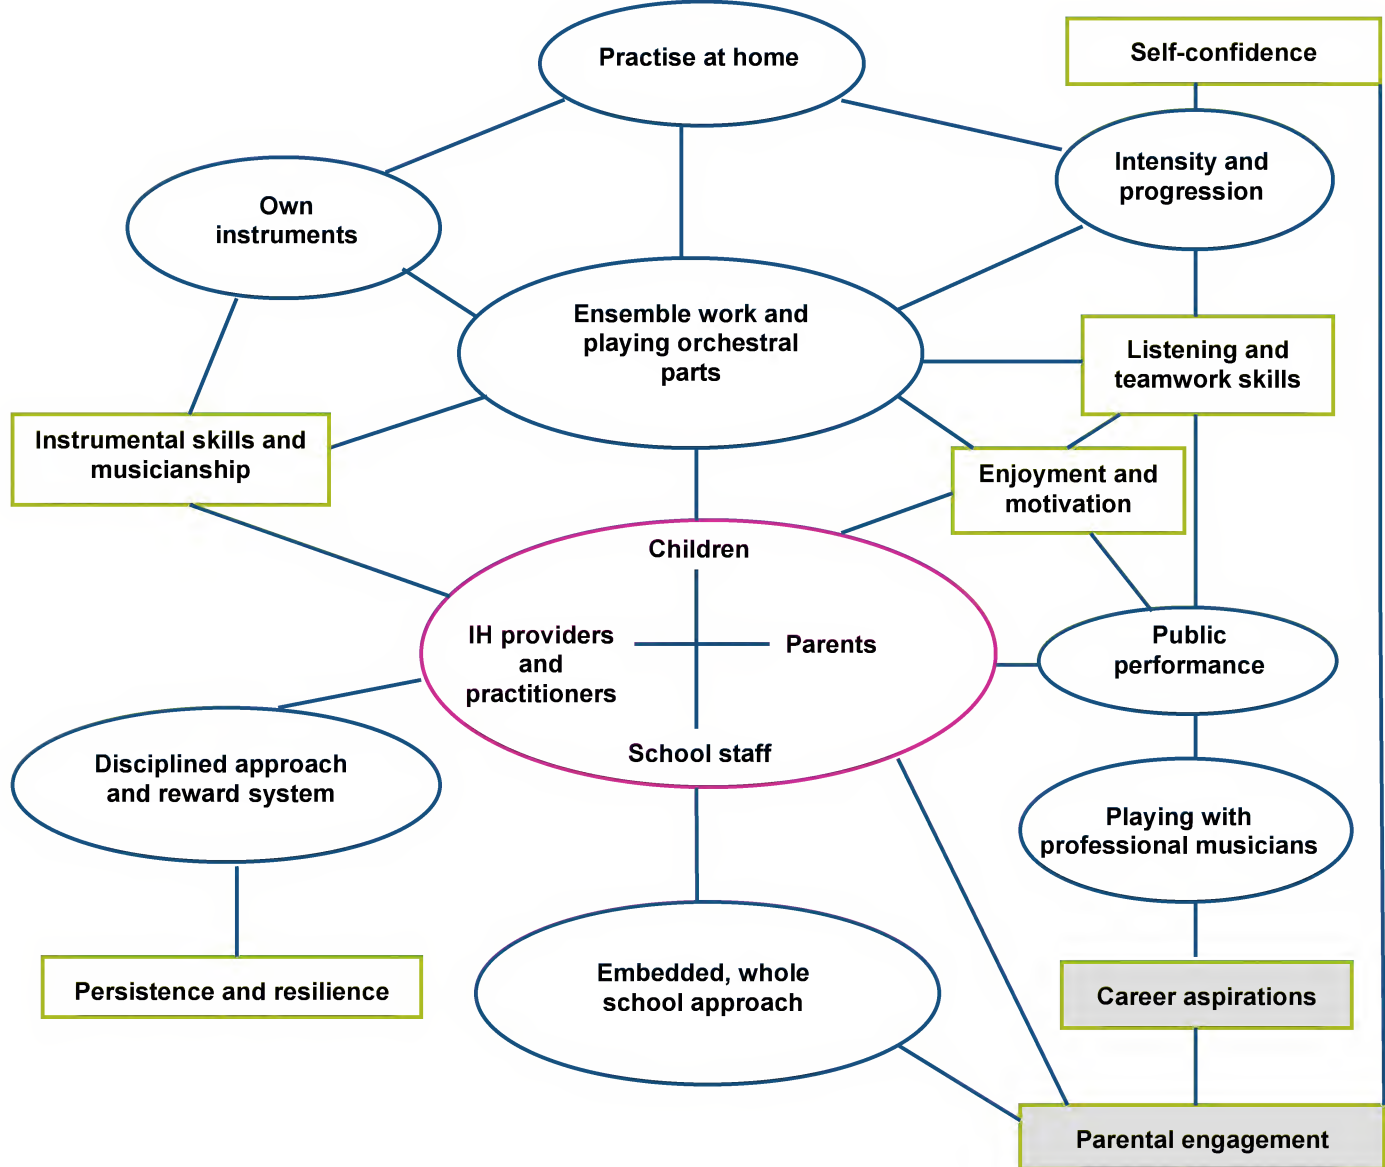 Practise at home
Self-confidence
Intensity and
progression
Own
instruments
Ensemble work and
playing orchestral
parts
Listening and
teamwork skills
Instrumental skills and
musicianship
Enjoyment and
motivation
Children
IH providers
and
practitioners
Parents
School staff
Public
performance
Disciplined approach
and reward system
Playing with
professional musicians
Persistence and resilience
Embedded, whole
school approach
Career aspirations
Parental engagement